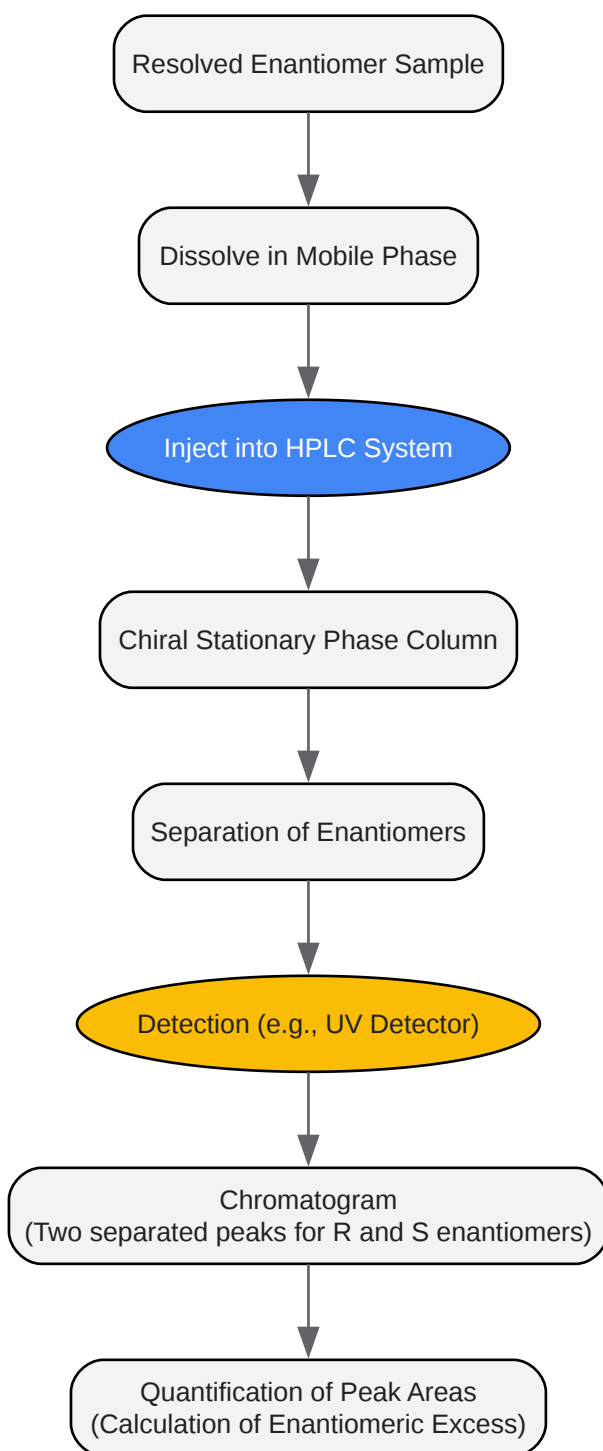 Resolved Enantiomer Sample
Dissolve in Mobile Phase
Inject into HPLC System
Chiral Stationary Phase Column
Separation of Enantiomers
Detection (e.g., UV Detector)
Chromatogram
(Two separated peaks for R and S enantiomers)
Quantification of Peak Areas
(Calculation of Enantiomeric Excess)